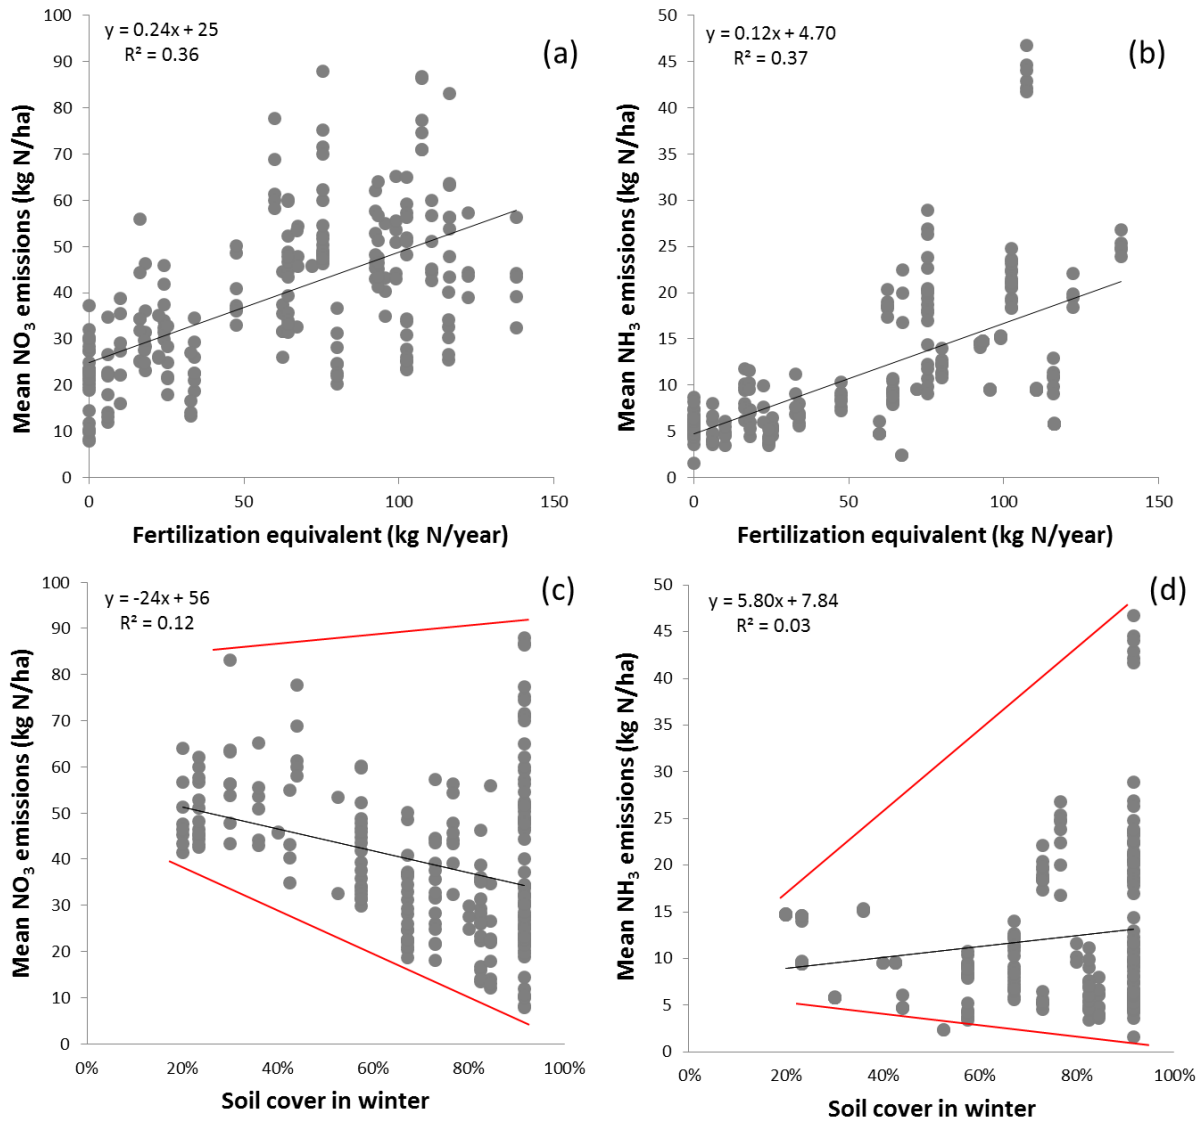 y = 0.24x + 25
R² = 0.36
(a)
Mean NO₃ emissions (kg N/ha)
100
90
80
70
60
50
40
30
20
10
0
0 50 100 150
Fertilization equivalent (kg N/year)
y = 0.12x + 4.70
R² = 0.37
(b)
Mean NH₃ emissions (kg N/ha)
50
45
40
35
30
25
20
15
10
5
0
0 50 100 150
Fertilization equivalent (kg N/year)
y = -24x + 56
R² = 0.12
(c)
Mean NO₃ emissions (kg N/ha)
100
90
80
70
60
50
40
30
20
10
0
0% 20% 40% 60% 80% 100%
Soil cover in winter
y = 5.80x + 7.84
R² = 0.03
(d)
Mean NH₃ emissions (kg N/ha)
50
45
40
35
30
25
20
15
10
5
0
0% 20% 40% 60% 80% 100%
Soil cover in winter